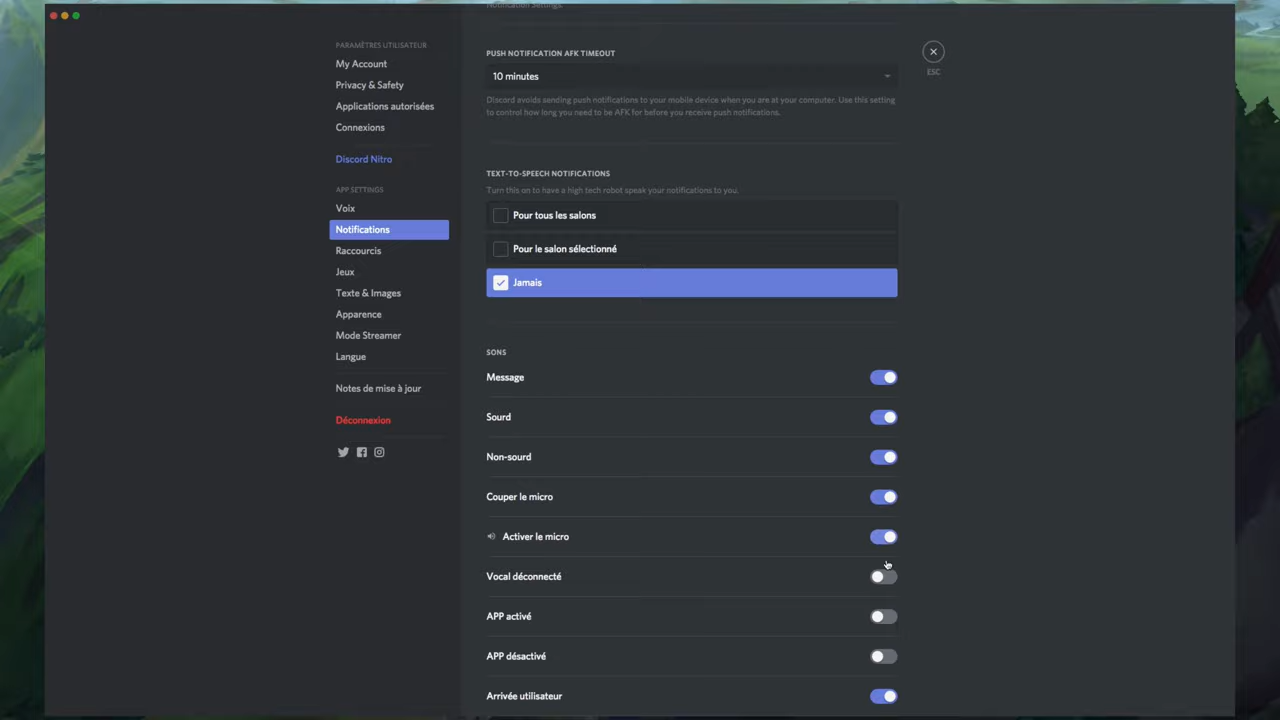 Notification Settings.
PARAMÈTRES UTILISATEUR
My Account
Privacy & Safety
Applications autorisées
Connexions
Discord Nitro
APP SETTINGS
Voix
Notifications
Raccourcis
Jeux
Texte & Images
Apparence
Mode Streamer
Langue
Notes de mise à jour
Déconnexion
PUSH NOTIFICATION AFK TIMEOUT
10 minutes
Discord avoids sending push notifications to your mobile device when you are at your computer. Use this setting
to control how long you need to be AFK for before you receive push notifications.
TEXT-TO-SPEECH NOTIFICATIONS
Turn this on to have a high tech robot speak your notifications to you.
Pour tous les salons
Pour le salon sélectionné
Jamais
SONS
Message
Sourd
Non-sourd
Couper le micro
Activer le micro
Vocal déconnecté
APP activé
APP désactivé
Arrivée utilisateur
ESC